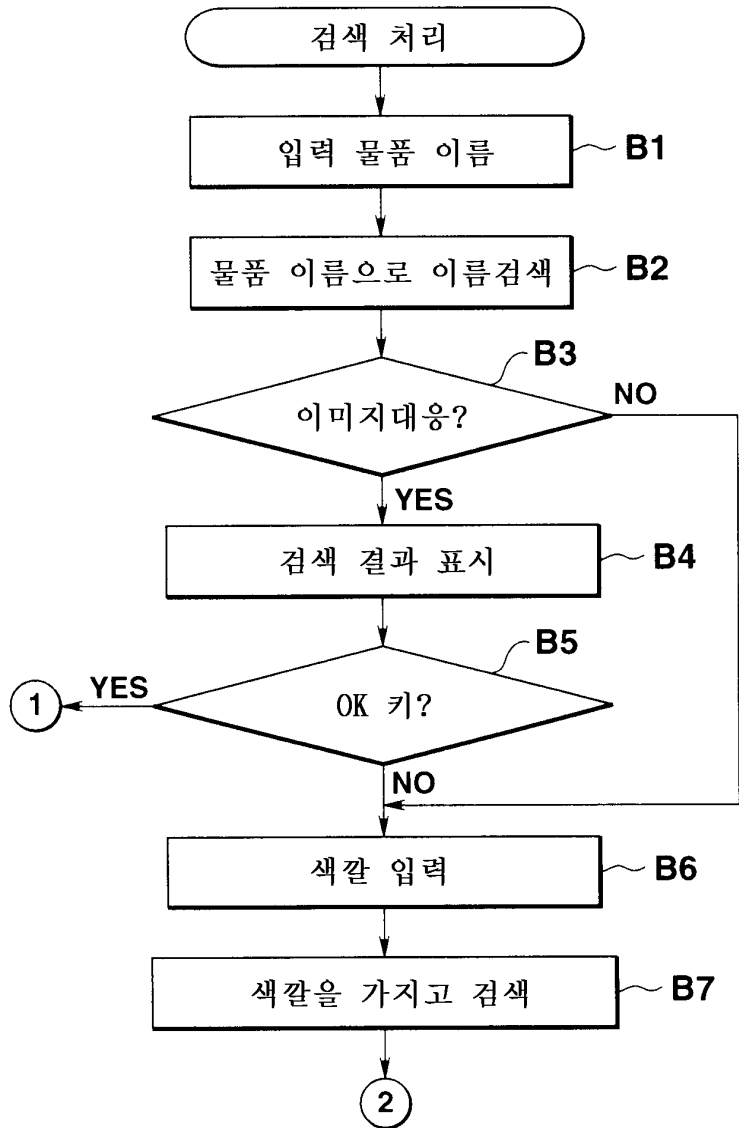 검색 처리
입력 물품 이름
B1
물품 이름으로 이름검색
B2
B3
이미지대응?
NO
YES
검색 결과 표시
B4
B5
YES
1
OK 키?
NO
색깔 입력
B6
색깔을 가지고 검색
B7
2